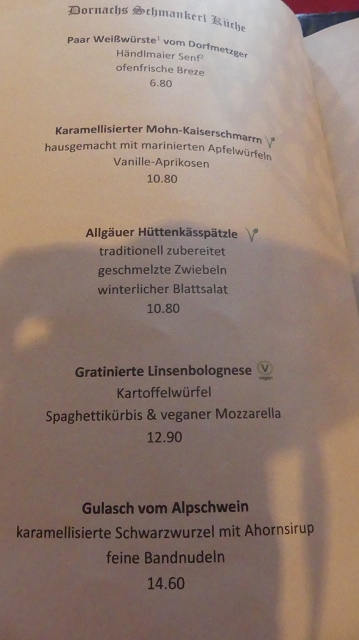 Dornachs Schmankerl Küche
Paar Weißwürste¹ vom Dorfmetzger
Händlmaier Senf²
ofenfrische Breze
6.80
Karamellisierter Mohn-Kaiserschmarrn
hausgemacht mit marinierten Apfelwürfeln
Vanille-Aprikosen
10.80
Allgäuer Hüttenkässpätzle
traditionell zubereitet
geschmelzte Zwiebeln
winterlicher Blattsalat
10.80
Gratinierte Linsenbolognese
Kartoffelwürfel
Spaghettikürbis & veganer Mozzarella
12.90
Gulasch vom Alpschwein
karamellisierte Schwarzwurzel mit Ahornsirup
feine Bandnudeln
14.60